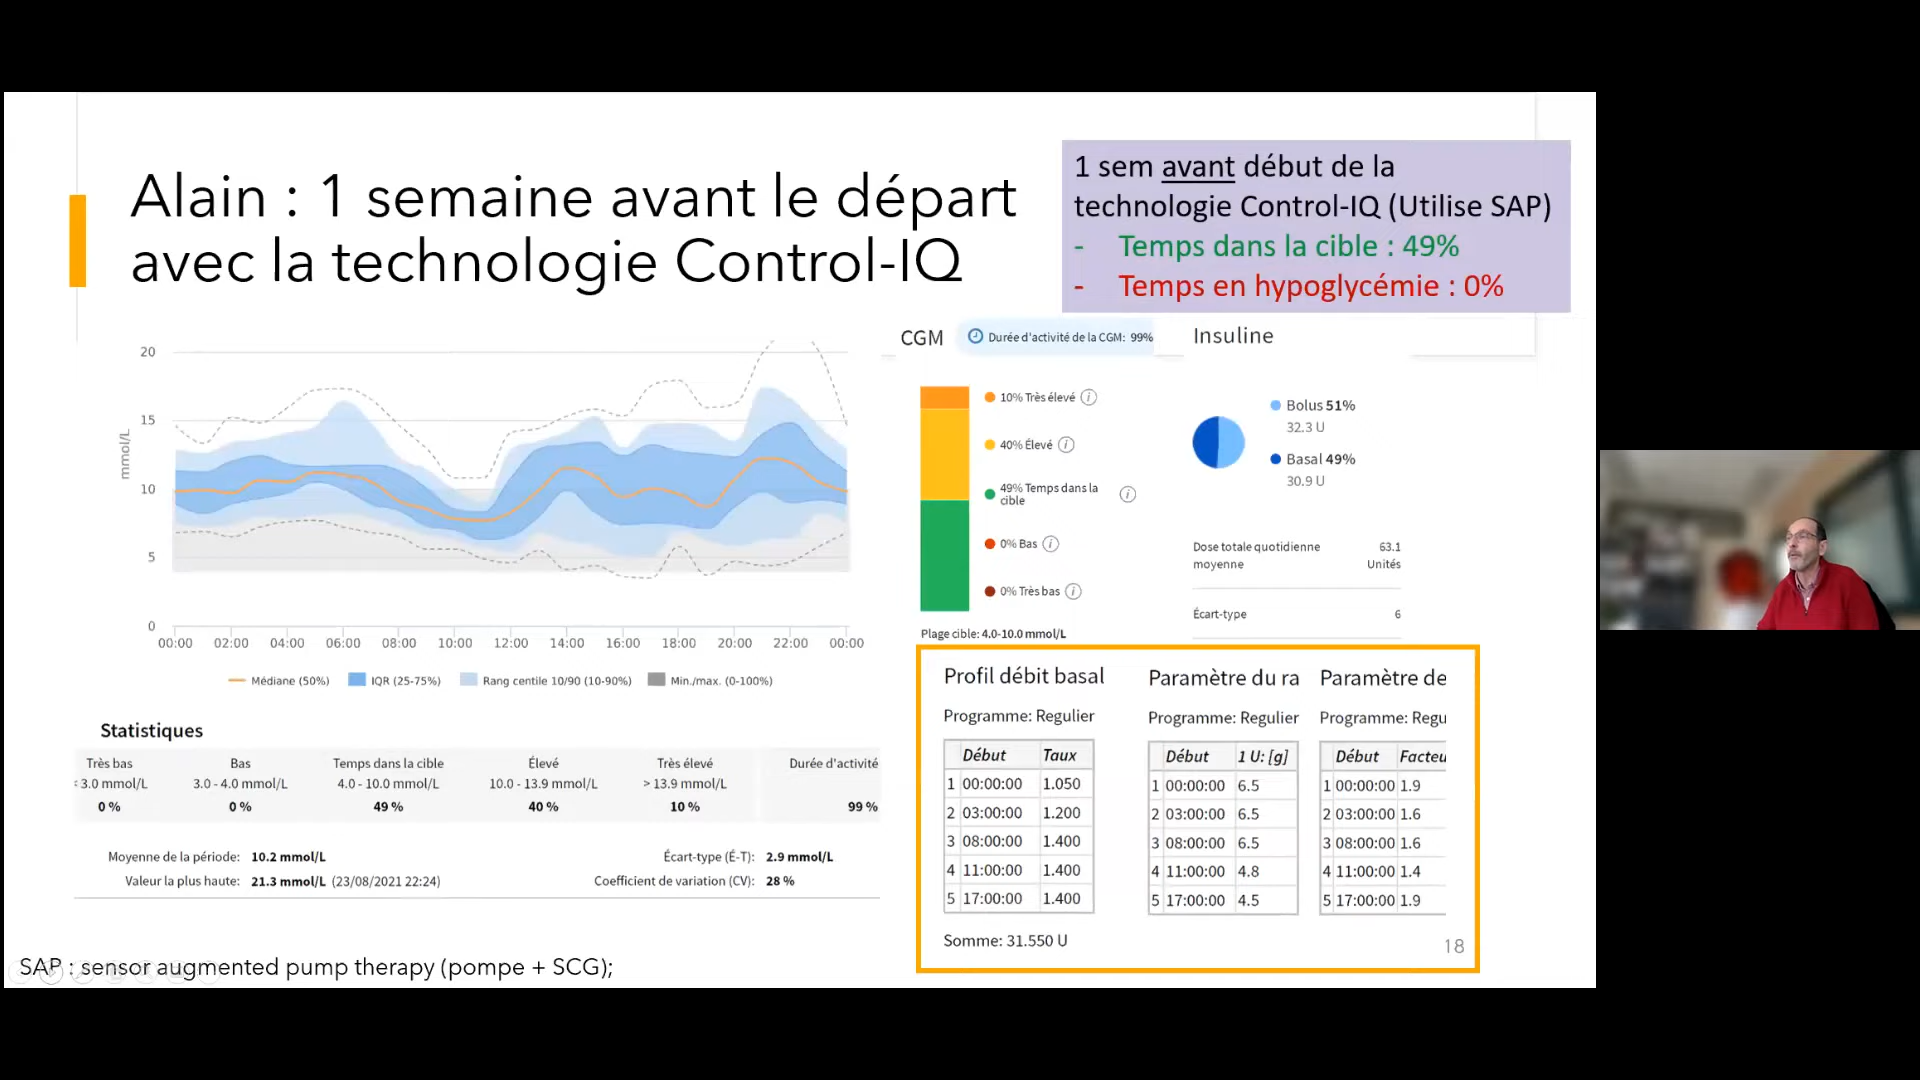 Alain : 1 semaine avant le départ
avec la technologie Control-IQ
1 sem avant début de la
technologie Control-IQ (Utilise SAP)
- Temps dans la cible : 49%
- Temps en hypoglycémie : 0%
20
15
10
5
0
mmol/L
00:00 02:00 04:00 06:00 08:00 10:00 12:00 14:00 16:00 18:00 20:00 22:00 00:00
Médiane (50%) IQR (25-75%) Rang centile 10/90 (10-90%) Min./max. (0-100%)
CGM Durée d'activité de la CGM: 99%
10% Très élevé
40% Élevé
49% Temps dans la
cible
0% Bas
0% Très bas
Plage cible: 4.0-10.0 mmol/L
Insuline
Bolus 51%
32.3 U
Basal 49%
30.9 U
Dose totale quotidienne 63.1
moyenne Unités
Écart-type 6
Statistiques
Très bas Bas Temps dans la cible Élevé Très élevé Durée d'activité
< 3.0 mmol/L 3.0 - 4.0 mmol/L 4.0 - 10.0 mmol/L 10.0 - 13.9 mmol/L > 13.9 mmol/L
0 % 0 % 49 % 40 % 10 % 99 %
Moyenne de la période: 10.2 mmol/L Écart-type (É-T): 2.9 mmol/L
Valeur la plus haute: 21.3 mmol/L (23/08/2021 22:24) Coefficient de variation (CV): 28 %
Profil débit basal
Programme: Regulier
Début Taux
1 00:00:00 1.050
2 03:00:00 1.200
3 08:00:00 1.400
4 11:00:00 1.400
5 17:00:00 1.400
Somme: 31.550 U
Paramètre du ra
Programme: Regulier
Début 1 U: [g]
1 00:00:00 6.5
2 03:00:00 6.5
3 08:00:00 6.5
4 11:00:00 4.8
5 17:00:00 4.5
Paramètre de
Programme: Regu
Début Facteu
1 00:00:00 1.9
2 03:00:00 1.6
3 08:00:00 1.6
4 11:00:00 1.4
5 17:00:00 1.9
18
SAP : sensor augmented pump therapy (pompe + SCG);